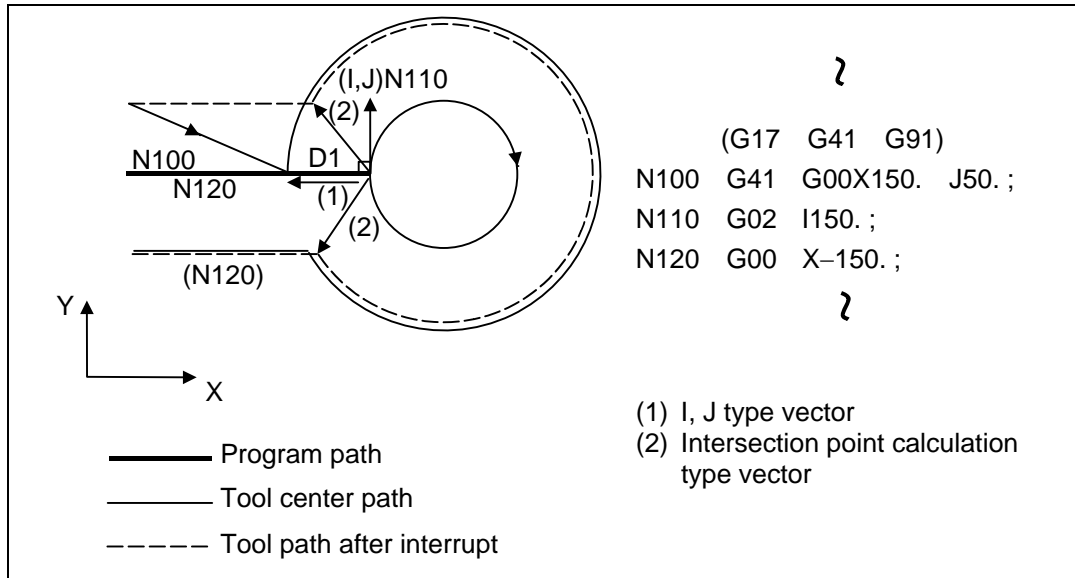 (I,J)N110
(2)
N100
D1
N120
(1)
(2)
(N120)
Y
X
Program path
Tool center path
Tool path after interrupt
~
(G17 G41 G91)
N100 G41 G00X150. J50. ;
N110 G02 I150. ;
N120 G00 X−150. ;
~
(1) I, J type vector
(2) Intersection point calculation
type vector